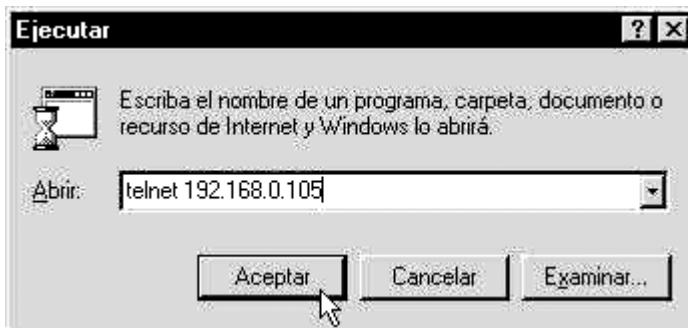 Ejecutar
Escriba el nombre de un programa, carpeta, documento o
recurso de Internet y Windows lo abrirá.
Abrir: telnet 192.168.0.105
Aceptar Cancelar Examinar...